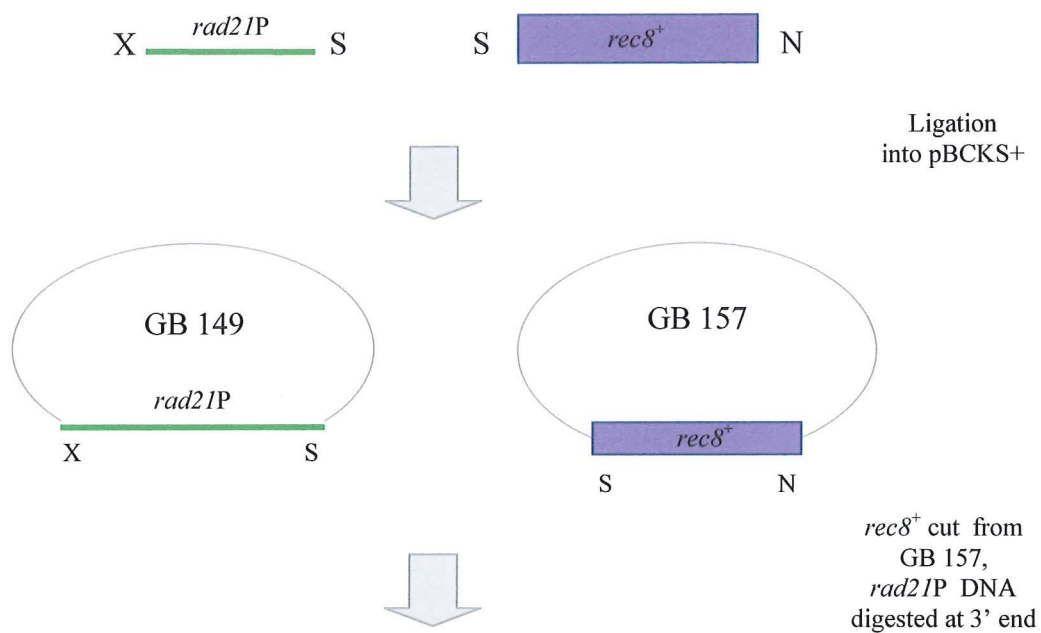 X rad21P S S rec8⁺ N
Ligation
into pBCKS+
GB 149
GB 157
rad21P
rec8⁺
X S S N
rec8⁺ cut from
GB 157,
rad21P DNA
digested at 3' end